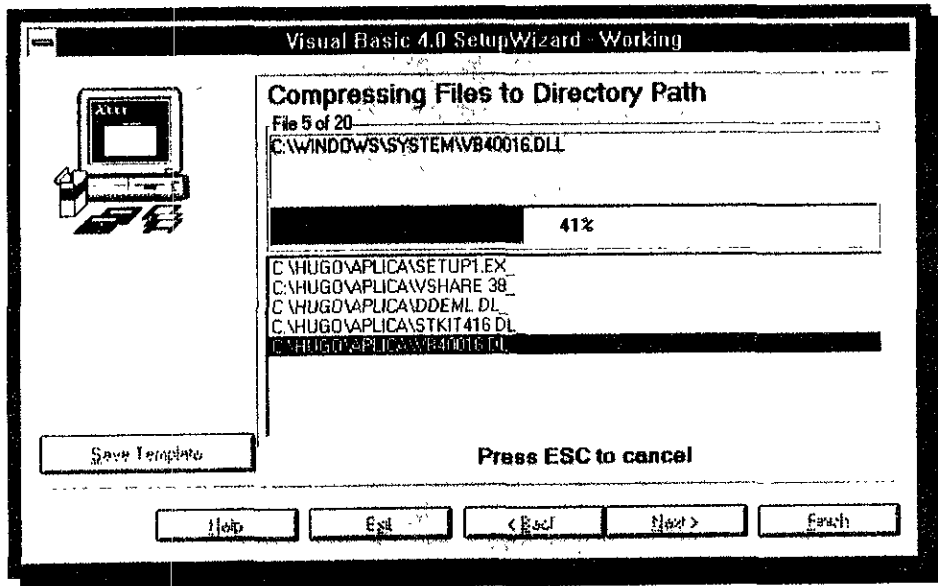 Visual Basic 4.0 SetupWizard - Working
Compressing Files to Directory Path
File 5 of 20
C:\WINDOWS\SYSTEM\VB40016.DLL
41%
C:\HUGO\APLICA\SETUP1.EX_
C:\HUGO\APLICA\VSHARE.38_
C:\HUGO\APLICA\DDEML.DL_
C:\HUGO\APLICA\STKIT416.DL_
C:\HUGO\APLICA\VB40016.DL_
Save Template
Press ESC to cancel
Help
Exit
< Back
Next >
Finish